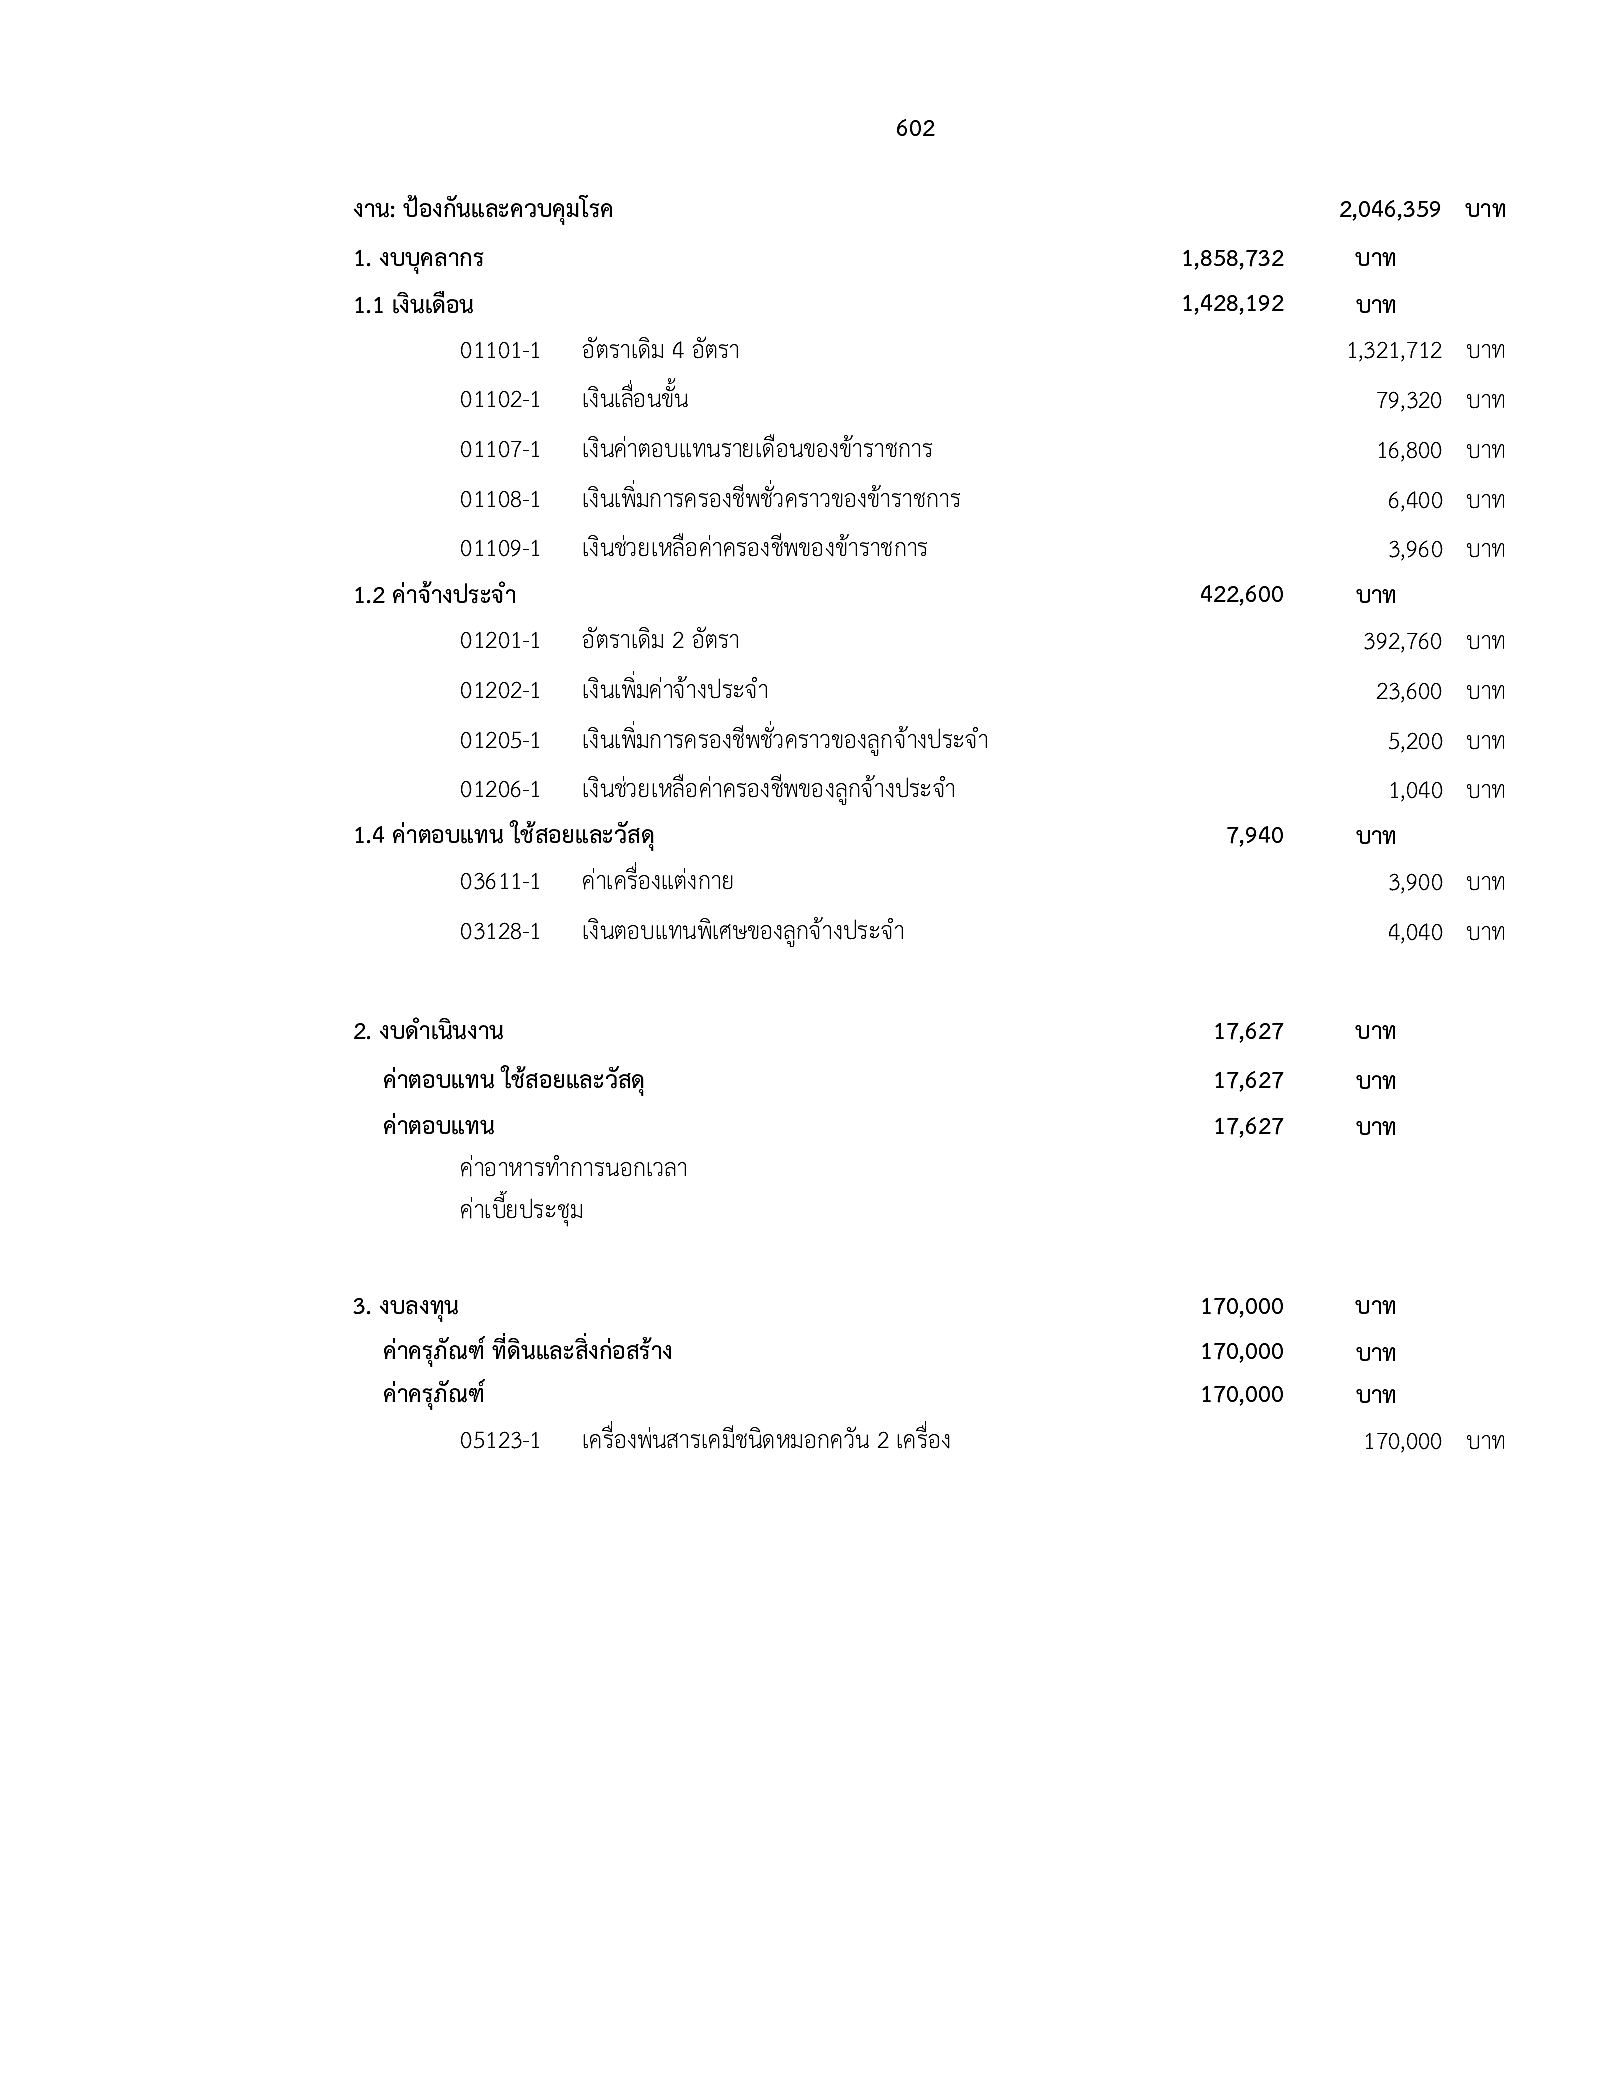 602
งาน: ป้องกันและควบคุมโรค 2,046,359 บาท
1. งบบุคลากร 1,858,732 บาท
1.1 เงินเดือน 1,428,192 บาท
01101-1 อัตราเดิม 4 อัตรา 1,321,712 บาท
01102-1 เงินเลื่อนขั้น 79,320 บาท
01107-1 เงินค่าตอบแทนรายเดือนของข้าราชการ 16,800 บาท
01108-1 เงินเพิ่มการครองชีพชั่วคราวของข้าราชการ 6,400 บาท
01109-1 เงินช่วยเหลือค่าครองชีพของข้าราชการ 3,960 บาท
1.2 ค่าจ้างประจำ 422,600 บาท
01201-1 อัตราเดิม 2 อัตรา 392,760 บาท
01202-1 เงินเพิ่มค่าจ้างประจำ 23,600 บาท
01205-1 เงินเพิ่มการครองชีพชั่วคราวของลูกจ้างประจำ 5,200 บาท
01206-1 เงินช่วยเหลือค่าครองชีพของลูกจ้างประจำ 1,040 บาท
1.4 ค่าตอบแทน ใช้สอยและวัสดุ 7,940 บาท
03611-1 ค่าเครื่องแต่งกาย 3,900 บาท
03128-1 เงินตอบแทนพิเศษของลูกจ้างประจำ 4,040 บาท
2. งบดำเนินงาน 17,627 บาท
ค่าตอบแทน ใช้สอยและวัสดุ 17,627 บาท
ค่าตอบแทน 17,627 บาท
ค่าอาหารทำการนอกเวลา
ค่าเบี้ยประชุม
3. งบลงทุน 170,000 บาท
ค่าครุภัณฑ์ ที่ดินและสิ่งก่อสร้าง 170,000 บาท
ค่าครุภัณฑ์ 170,000 บาท
05123-1 เครื่องพ่นสารเคมีชนิดหมอกควัน 2 เครื่อง 170,000 บาท